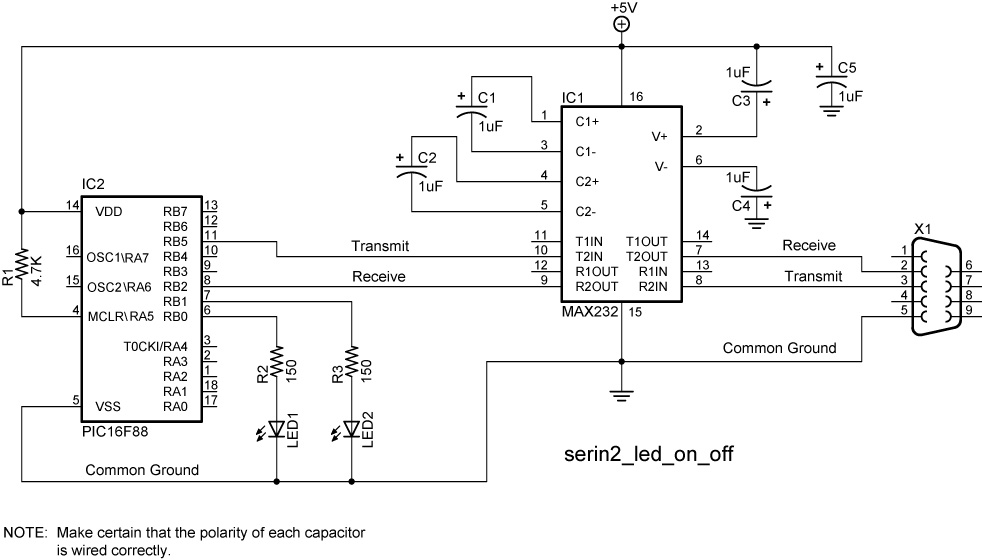 +5V
C5
1uF
1uF
C3
IC1
16
C1
1uF
1
C1+
V+
2
3
C1-
V-
6
C2
1uF
4
C2+
1uF
C4
5
C2-
IC2
14
VDD
RB7
13
RB6
12
RB5
11
16
OSC1\RA7
RB4
10
RB3
9
15
OSC2\RA6
RB2
8
RB1
7
4
MCLR\RA5
RB0
6
T0CKI/RA4
3
RA3
2
RA2
1
RA1
18
5
VSS
RA0
17
PIC16F88
R1
4.7K
Transmit
Receive
11
T1IN
T1OUT
14
10
T2IN
T2OUT
7
12
R1OUT
R1IN
13
9
R2OUT
R2IN
8
MAX232
15
Receive
Transmit
Common Ground
X1
1
2
3
4
5
6
7
8
9
R2
150
R3
150
LED1
LED2
Common Ground
serin2_led_on_off
NOTE: Make certain that the polarity of each capacitor
is wired correctly.